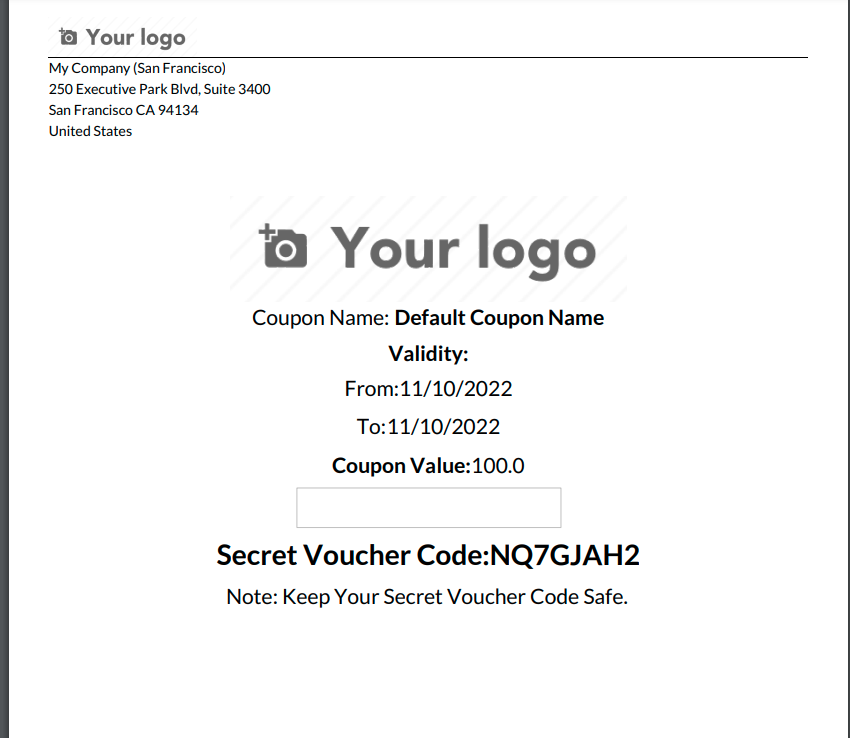 Your logo
My Company (San Francisco)
250 Executive Park Blvd, Suite 3400
San Francisco CA 94134
United States
Your logo
Coupon Name: Default Coupon Name
Validity:
From:11/10/2022
To:11/10/2022
Coupon Value:100.0
Secret Voucher Code:NQ7GJAH2
Note: Keep Your Secret Voucher Code Safe.